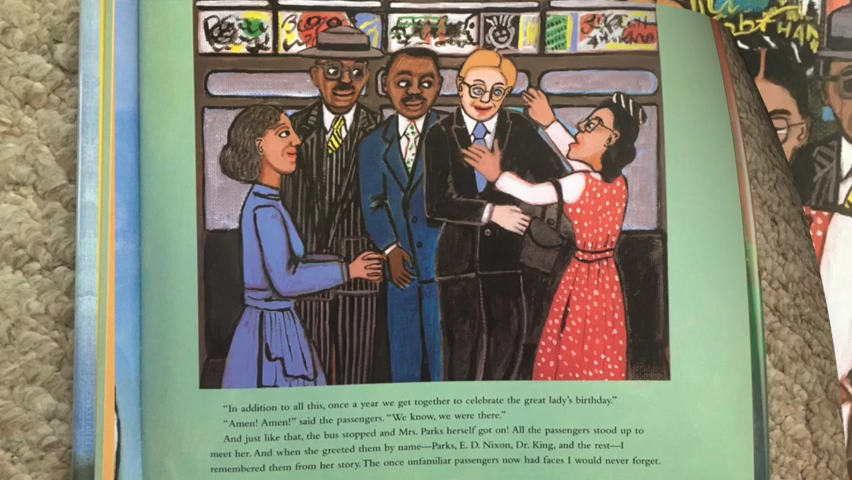 "In addition to all this, once a year we get together to celebrate the great lady's birthday."
"Amen! Amen!" said the passengers. "We know, we were there."
And just like that, the bus stopped and Mrs. Parks herself got on! All the passengers stood up to
meet her. And when she greeted them by name—Parks, E. D. Nixon, Dr. King, and the rest—I
remembered them from her story. The once unfamiliar passengers now had faces I would never forget.